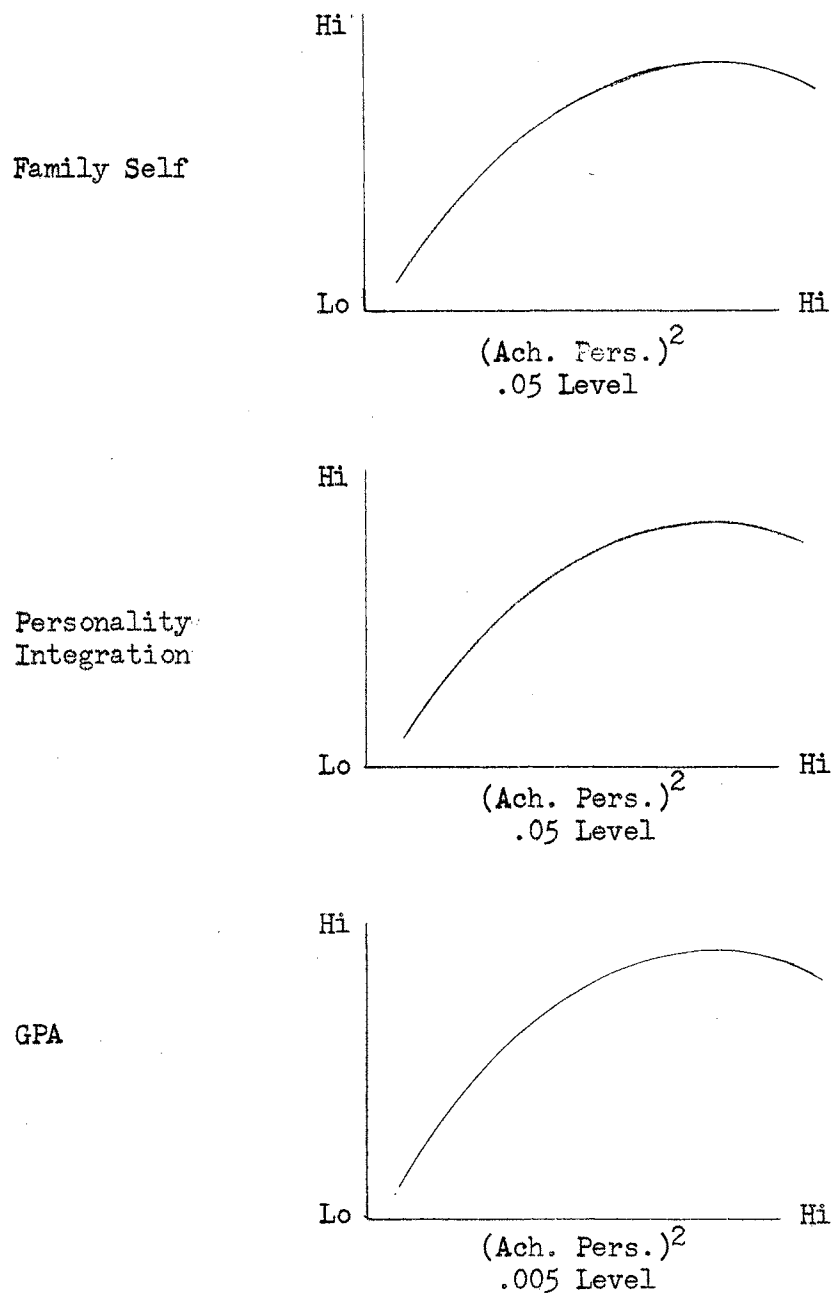 Hi
Family Self
Lo
Hi
(Ach. Pers.)²
.05 Level
Hi
Personality
Integration
Lo
Hi
(Ach. Pers.)²
.05 Level
Hi
GPA
Lo
Hi
(Ach. Pers.)²
.005 Level